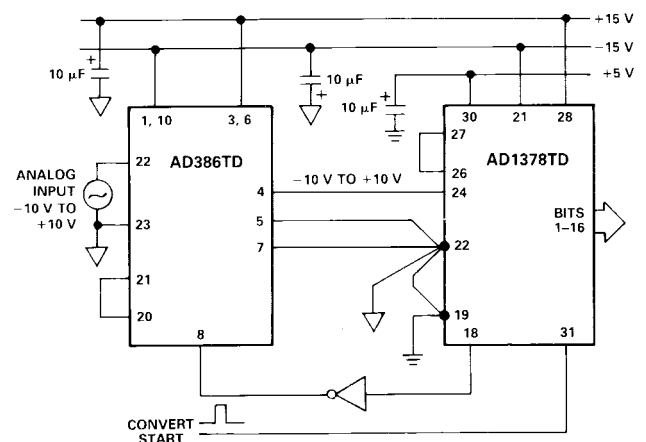 +15 V
−15 V
+5 V
10 µF
+
10 µF
+
10 µF
+
1, 10
3, 6
30
21
28
AD386TD
AD1378TD
27
26
22
ANALOG
INPUT
−10 V TO
+10 V
23
21
20
4
−10 V TO +10 V
24
5
7
22
19
BITS
1–16
8
18
31
CONVERT
START